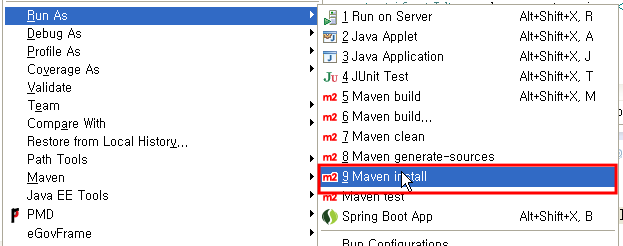 Run As
Debug As
Profile As
Coverage As
Validate
Team
Compare With
Restore from Local History...
Path Tools
Maven
Java EE Tools
PMD
eGovFrame
1 Run on Server Alt+Shift+X, R
2 Java Applet Alt+Shift+X, A
3 Java Application Alt+Shift+X, J
Ju 4 JUnit Test Alt+Shift+X, T
m2 5 Maven build Alt+Shift+X, M
m2 6 Maven build...
m2 7 Maven clean
m2 8 Maven generate-sources
m2 9 Maven install
m2 Maven test
Spring Boot App Alt+Shift+X, B
Run Configurations...